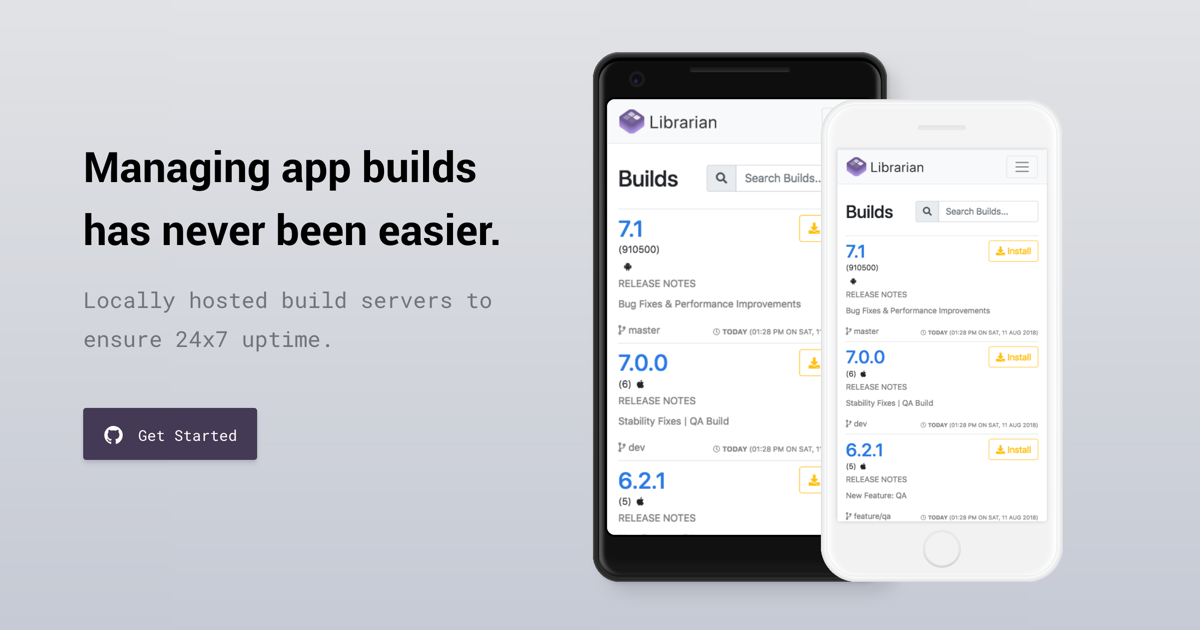 Managing app builds
has never been easier.
Locally hosted build servers to
ensure 24x7 uptime.
Get Started
Librarian
Builds
Search Builds..
7.1
(910500)
RELEASE NOTES
Bug Fixes & Performance Improvements
master
TODAY (01:28 PM ON SAT, 1
7.0.0
(6)
RELEASE NOTES
Stability Fixes | QA Build
dev
TODAY (01:28 PM ON SAT, 1
6.2.1
(5)
RELEASE NOTES
Librarian
Builds
Search Builds...
7.1
Install
(910500)
RELEASE NOTES
Bug Fixes & Performance Improvements
master
TODAY (01:28 PM ON SAT, 11 AUG 2018)
7.0.0
Install
(6)
RELEASE NOTES
Stability Fixes | QA Build
dev
TODAY (01:28 PM ON SAT, 11 AUG 2018)
6.2.1
Install
(5)
RELEASE NOTES
New Feature: QA
feature/qa
TODAY (01:28 PM ON SAT, 11 AUG 2018)